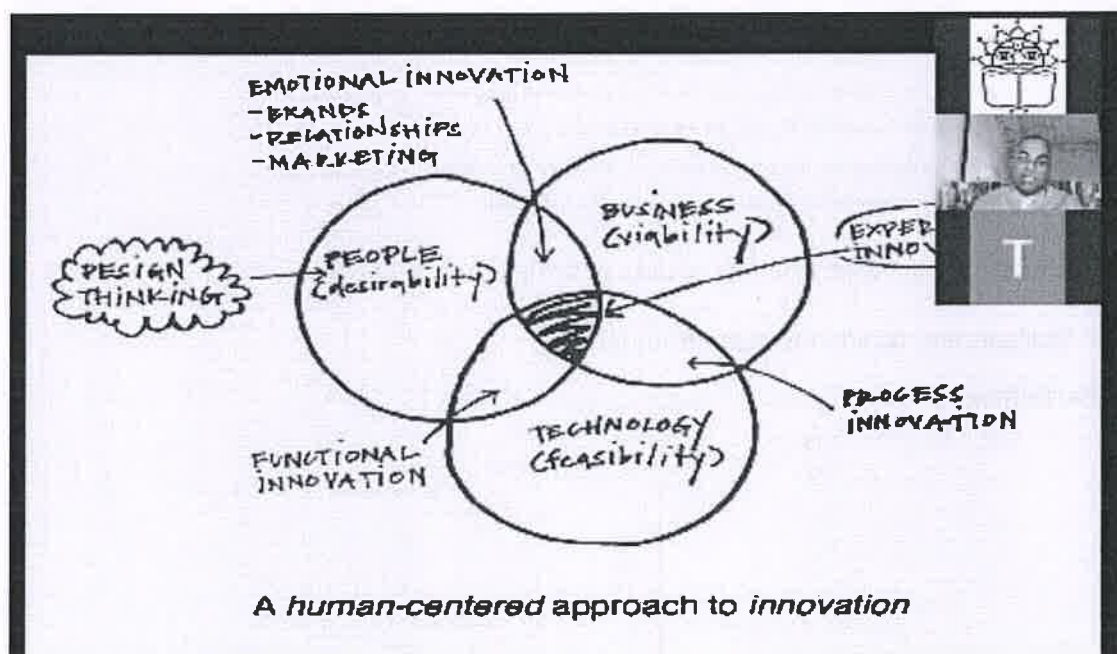 EMOTIONAL INNOVATION
-BRANDS
-RELATIONSHIPS
-MARKETING
BUSINESS
(viability)
EXPER
INNOV
T
PEOPLE
(desirability)
DESIGN
THINKING
PROCESS
INNOVATION
TECHNOLOGY
(feasibility)
FUNCTIONAL
INNOVATION
A human-centered approach to innovation